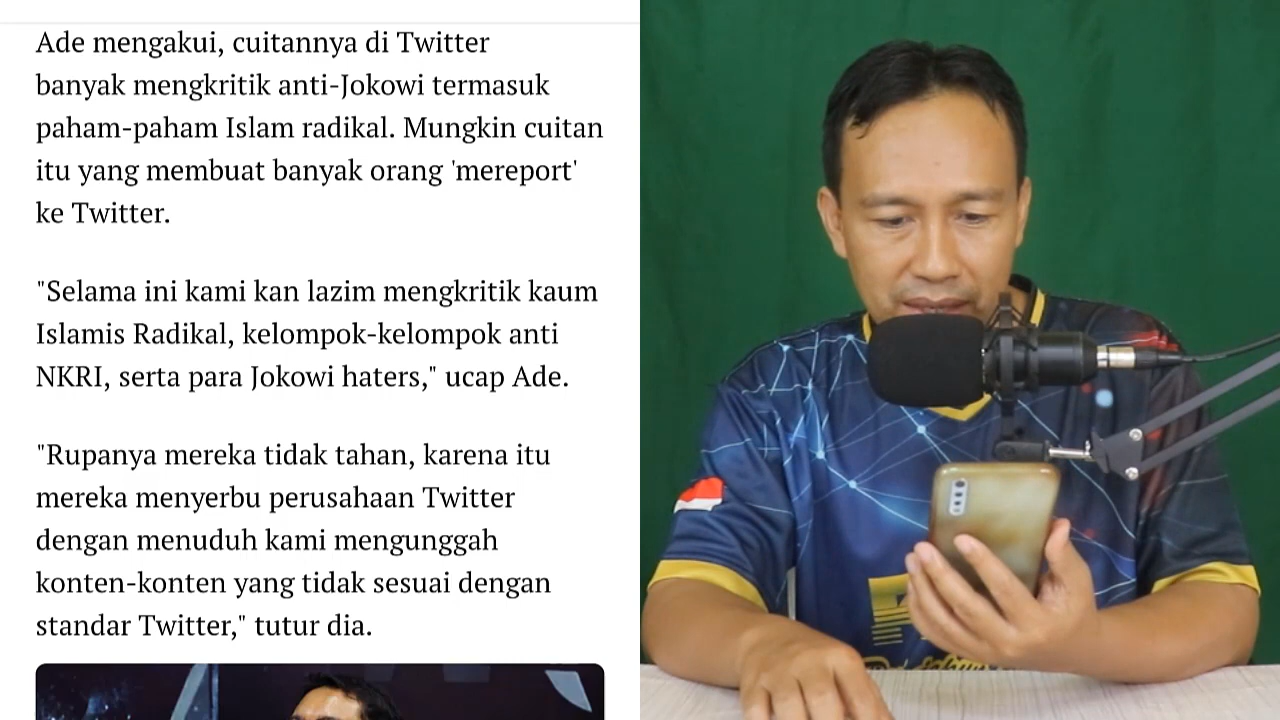 Ade mengakui, cuitannya di Twitter
banyak mengkritik anti-Jokowi termasuk
paham-paham Islam radikal. Mungkin cuitan
itu yang membuat banyak orang 'mereport'
ke Twitter.
"Selama ini kami kan lazim mengkritik kaum
Islamis Radikal, kelompok-kelompok anti
NKRI, serta para Jokowi haters," ucap Ade.
"Rupanya mereka tidak tahan, karena itu
mereka menyerbu perusahaan Twitter
dengan menuduh kami mengunggah
konten-konten yang tidak sesuai dengan
standar Twitter," tutur dia.